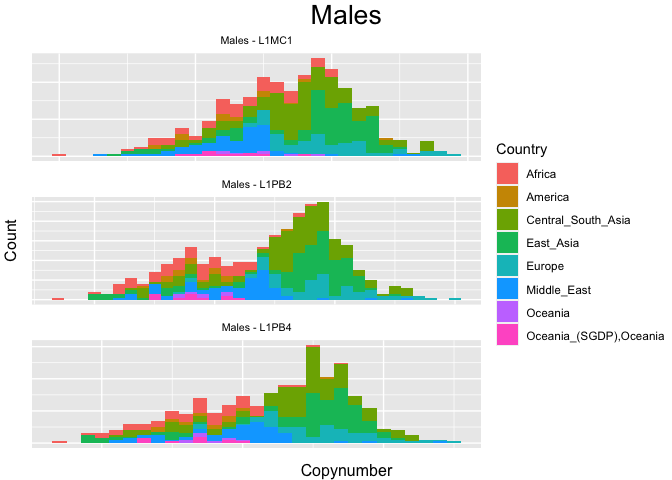 Males
Males - L1MC1
Males - L1PB2
Males - L1PB4
Count
Copynumber
Country
Africa
America
Central_South_Asia
East_Asia
Europe
Middle_East
Oceania
Oceania_(SGDP),Oceania